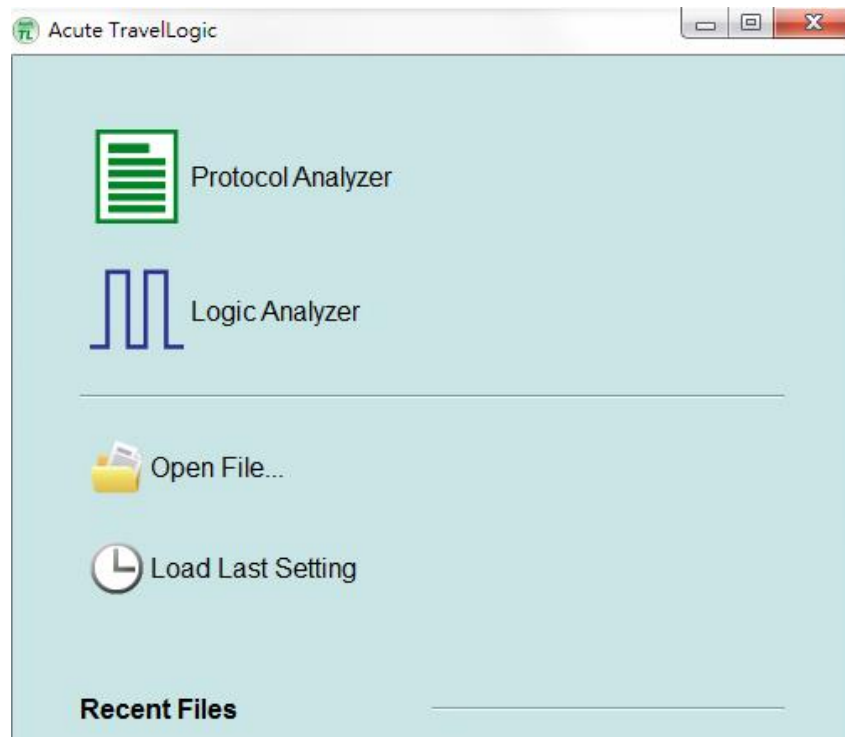 Acute TravelLogic
Protocol Analyzer
Logic Analyzer
Open File...
Load Last Setting
Recent Files